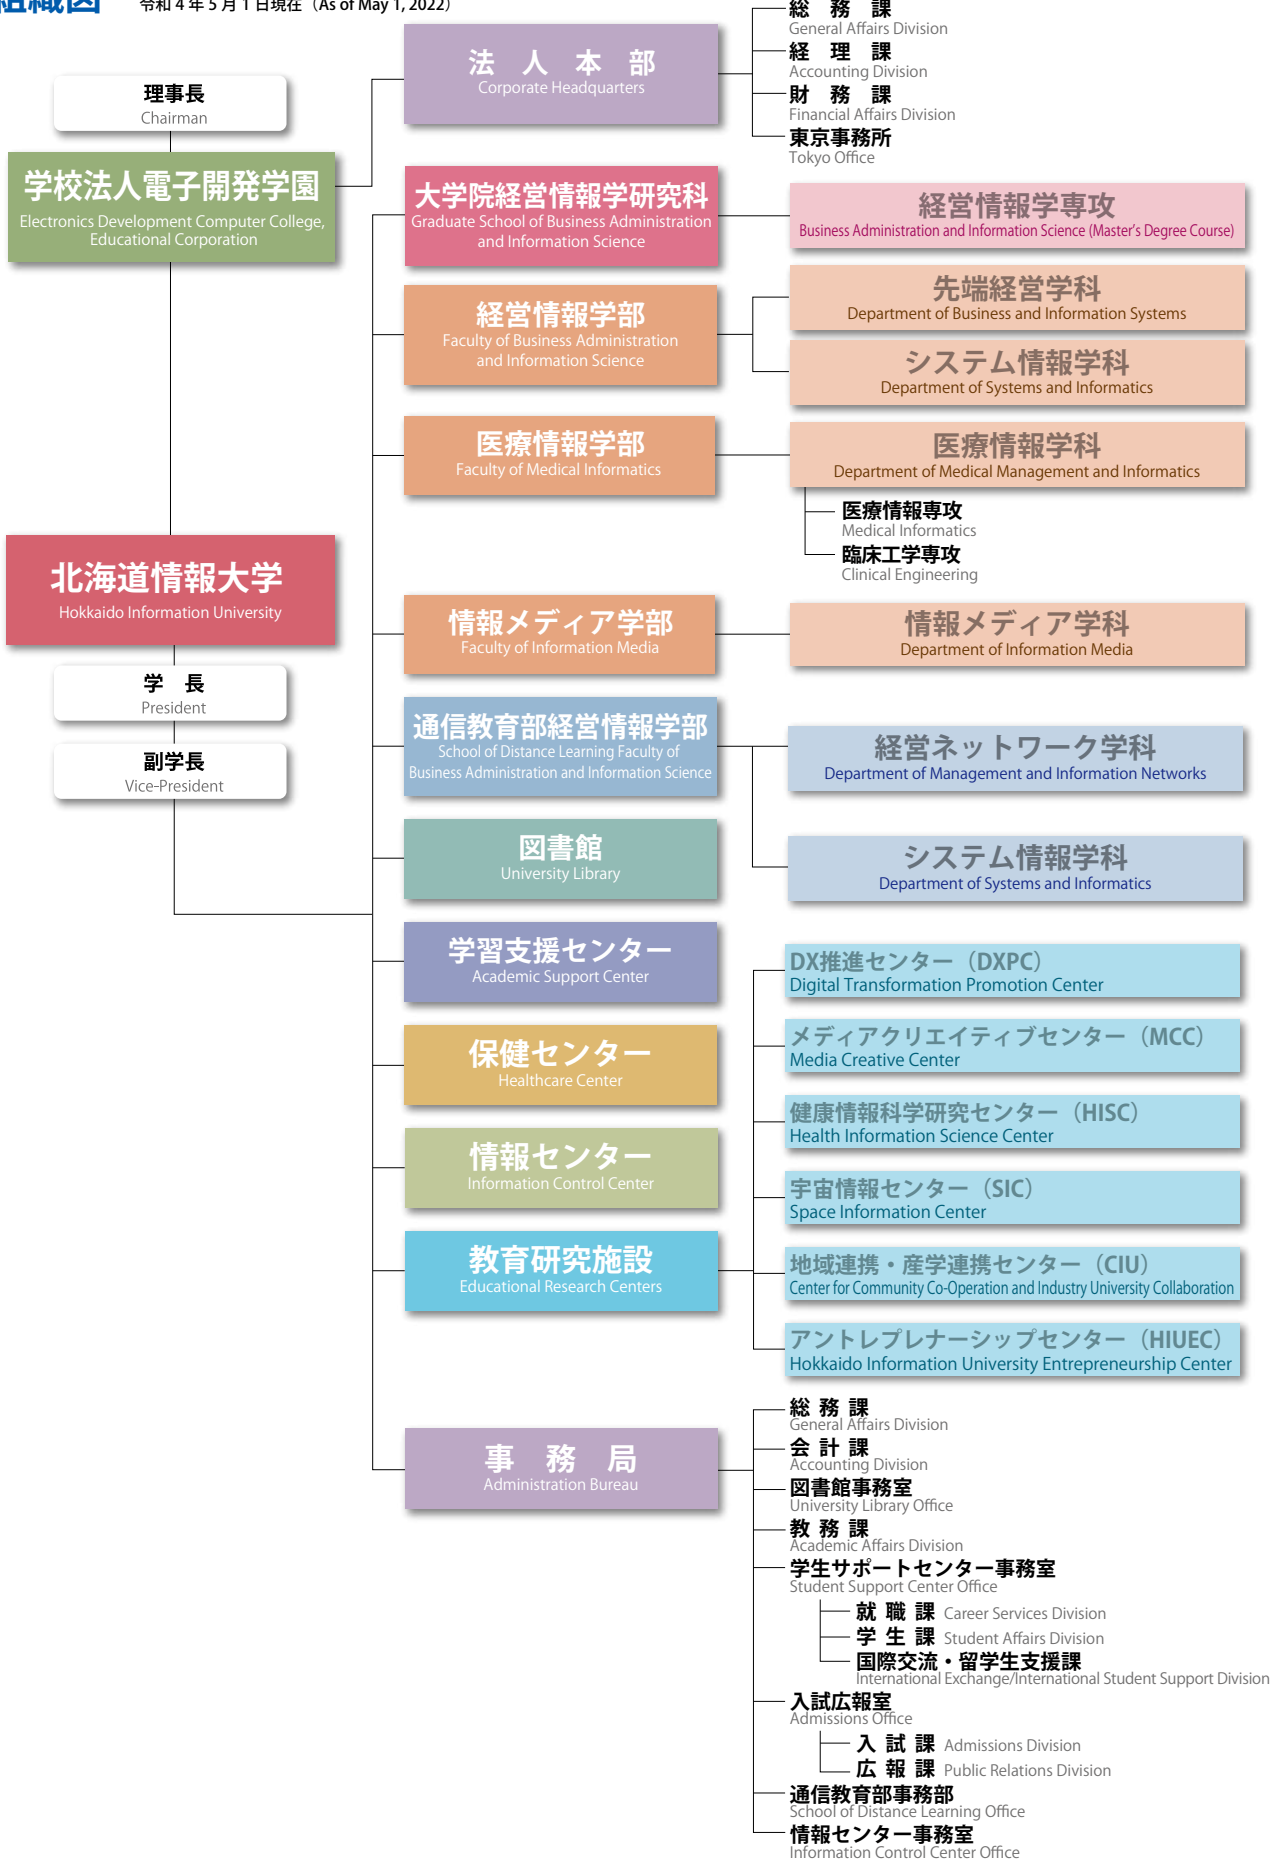 組織図
令和4年5月1日現在（As of May 1, 2022）
理事長
Chairman
学校法人電子開発学園
Electronics Development Computer College,
Educational Corporation
北海道情報大学
Hokkaido Information University
学　長
President
副学長
Vice-President
法　人　本　部
Corporate Headquarters
総　務　課
General Affairs Division
経　理　課
Accounting Division
財　務　課
Financial Affairs Division
東京事務所
Tokyo Office
大学院経営情報学研究科
Graduate School of Business Administration
and Information Science
経営情報学専攻
Business Administration and Information Science (Master's Degree Course)
経営情報学部
Faculty of Business Administration
and Information Science
先端経営学科
Department of Business and Information Systems
システム情報学科
Department of Systems and Informatics
医療情報学部
Faculty of Medical Informatics
医療情報学科
Department of Medical Management and Informatics
医療情報専攻
Medical Informatics
臨床工学専攻
Clinical Engineering
情報メディア学部
Faculty of Information Media
情報メディア学科
Department of Information Media
通信教育部経営情報学部
School of Distance Learning Faculty of
Business Administration and Information Science
経営ネットワーク学科
Department of Management and Information Networks
システム情報学科
Department of Systems and Informatics
図書館
University Library
学習支援センター
Academic Support Center
保健センター
Healthcare Center
情報センター
Information Control Center
教育研究施設
Educational Research Centers
DX推進センター（DXPC）
Digital Transformation Promotion Center
メディアクリエイティブセンター（MCC）
Media Creative Center
健康情報科学研究センター（HISC）
Health Information Science Center
宇宙情報センター（SIC）
Space Information Center
地域連携・産学連携センター（CIU）
Center for Community Co-Operation and Industry University Collaboration
アントレプレナーシップセンター（HIUEC）
Hokkaido Information University Entrepreneurship Center
事　務　局
Administration Bureau
総 務 課
General Affairs Division
会 計 課
Accounting Division
図書館事務室
University Library Office
教 務 課
Academic Affairs Division
学生サポートセンター事務室
Student Support Center Office
就 職 課 Career Services Division
学 生 課 Student Affairs Division
国際交流・留学生支援課
International Exchange/International Student Support Division
入試広報室
Admissions Office
入 試 課 Admissions Division
広 報 課 Public Relations Division
通信教育部事務部
School of Distance Learning Office
情報センター事務室
Information Control Center Office